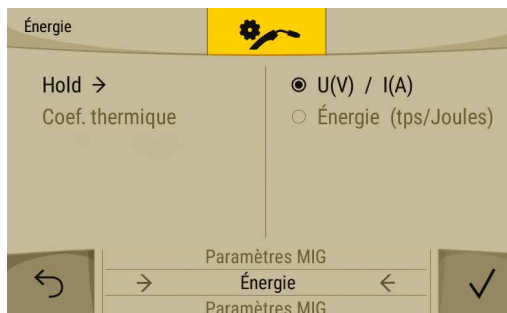 Énergie
Hold →
Coef. thermique
U(V) / I(A)
Énergie (tps/Joules)
Paramètres MIG
→ Énergie ←
Paramètres MIG